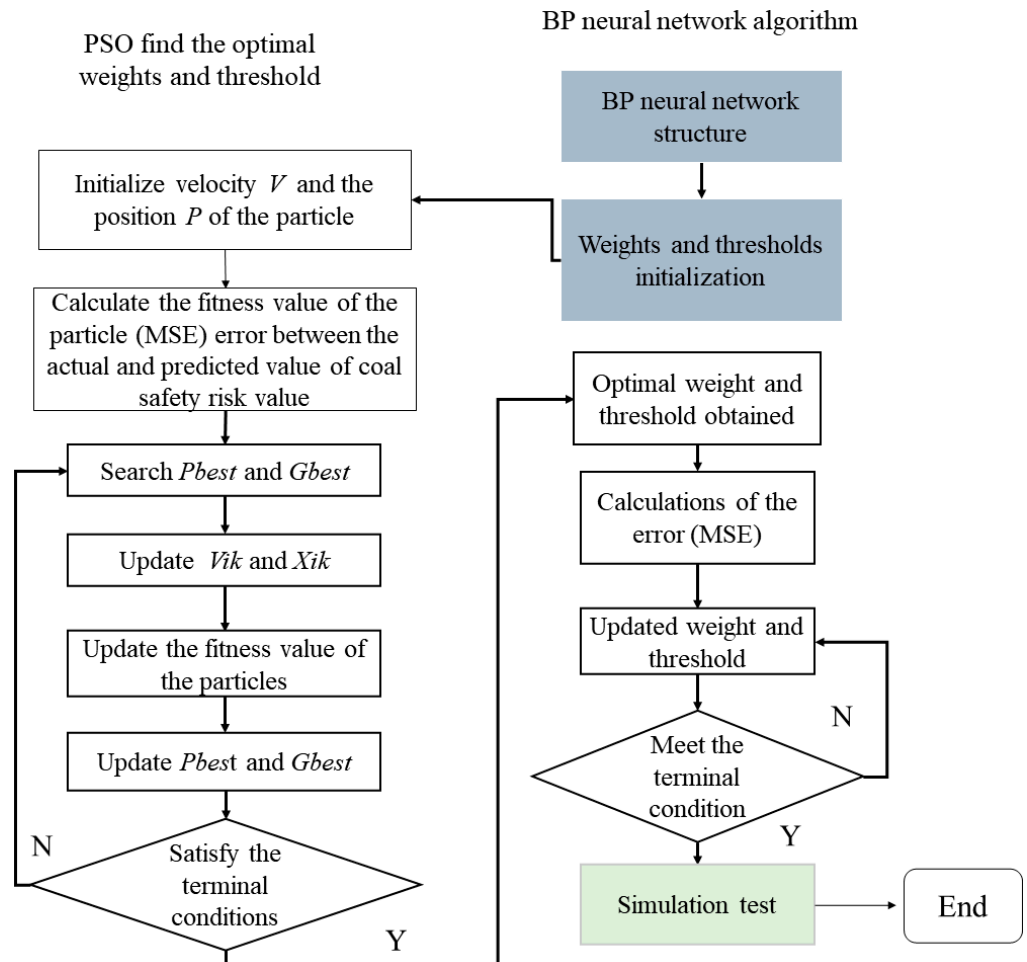 PSO find the optimal
weights and threshold
Initialize velocity V and the
position P of the particle
Calculate the fitness value of the
particle (MSE) error between the
actual and predicted value of coal
safety risk value
Search Pbest and Gbest
Update Vik and Xik
Update the fitness value of
the particles
Update Pbest and Gbest
Satisfy the
terminal
conditions
N
Y
BP neural network algorithm
BP neural network
structure
Weights and thresholds
initialization
Optimal weight and
threshold obtained
Calculations of the
error (MSE)
Updated weight and
threshold
Meet the
terminal
condition
N
Y
Simulation test
End